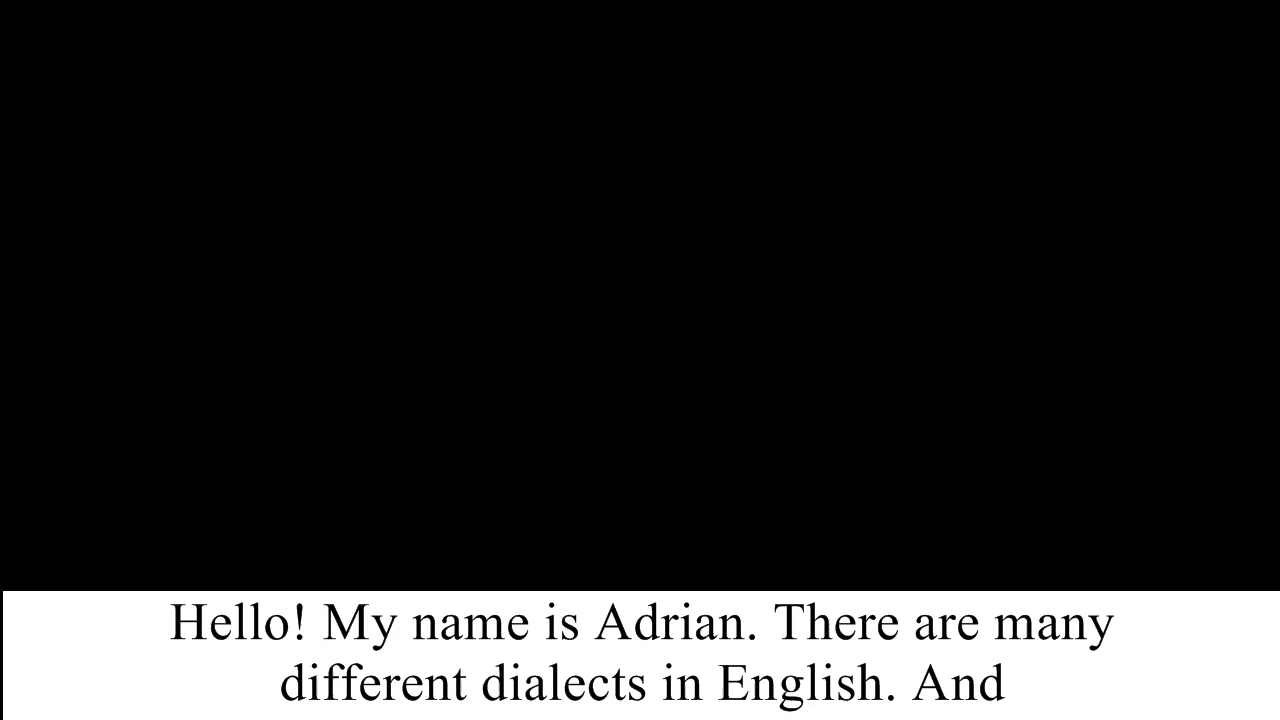 Hello! My name is Adrian. There are many
different dialects in English. And